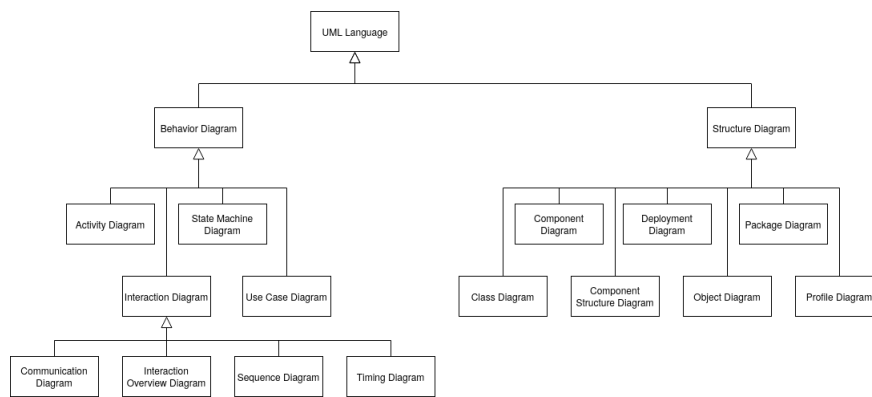 UML Language
Behavior Diagram
Structure Diagram
Activity Diagram
State Machine
Diagram
Component
Diagram
Deployment
Diagram
Package Diagram
Interaction Diagram
Use Case Diagram
Class Diagram
Component
Structure Diagram
Object Diagram
Profile Diagram
Communication
Diagram
Interaction
Overview Diagram
Sequence Diagram
Timing Diagram